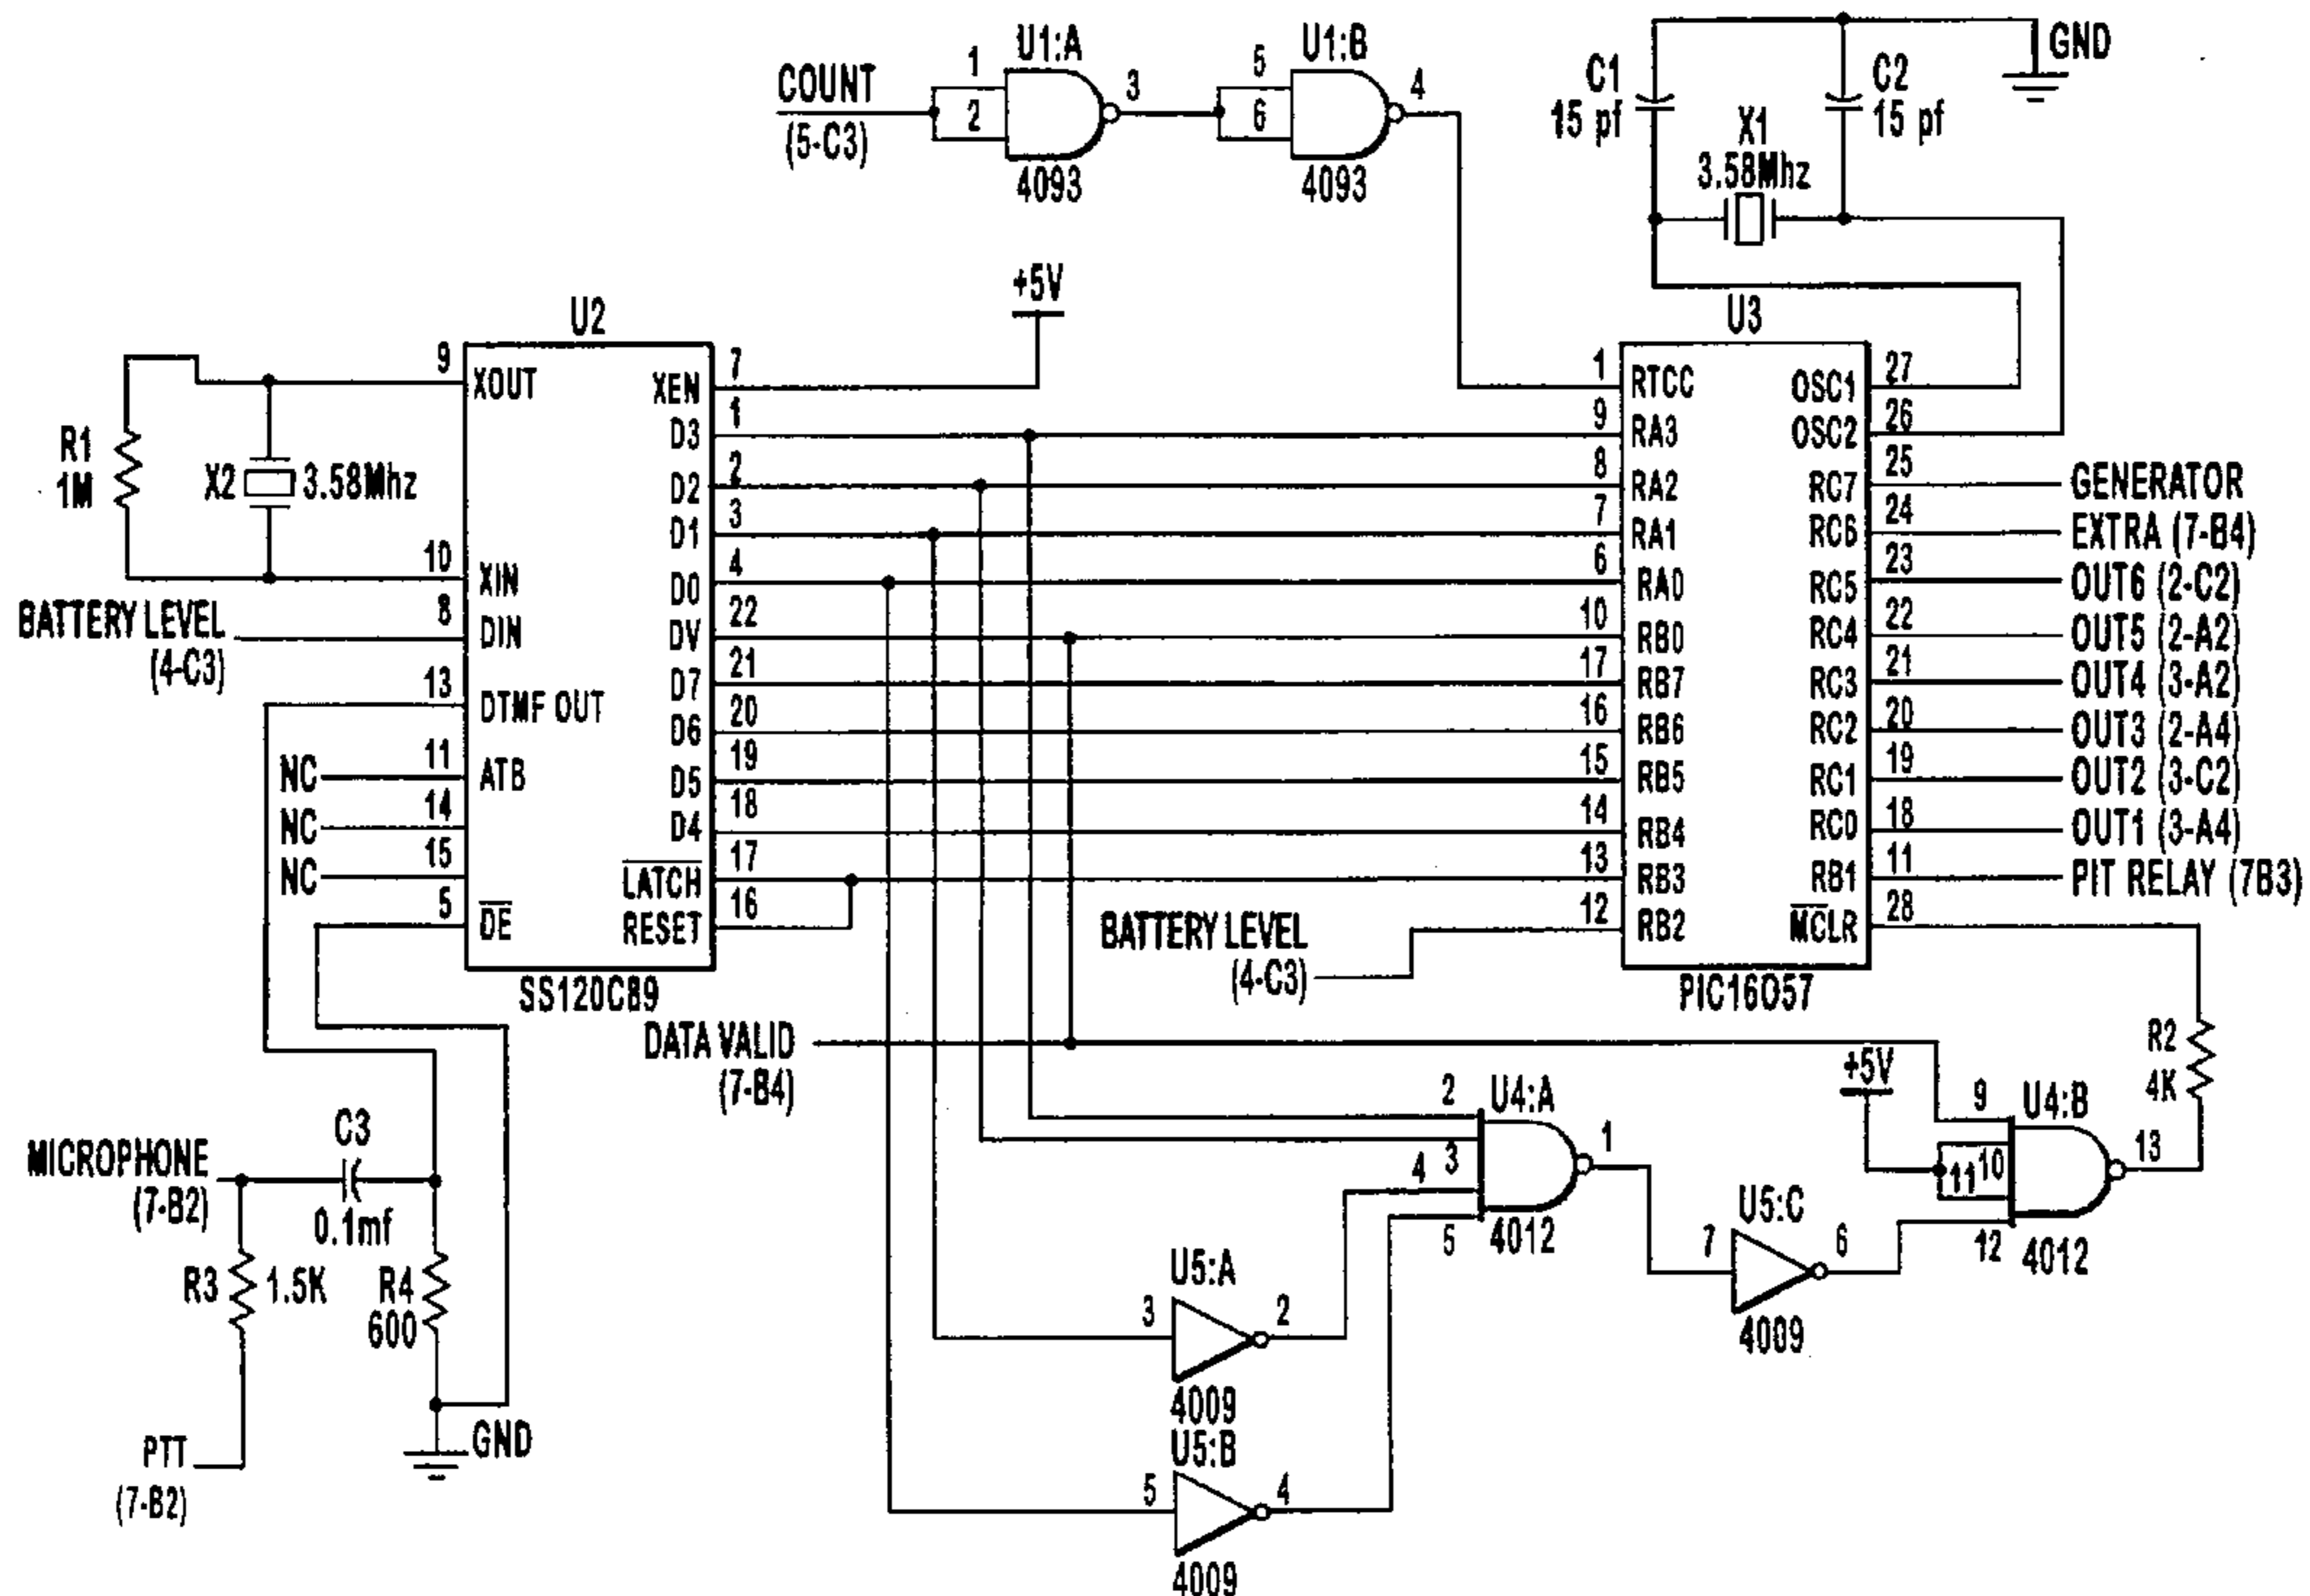 U1:A
U1:B
COUNT
(5-C3)
1
2
3
5
6
4
4093
4093
GND
C1
15 pf
C2
15 pf
X1
3.58Mhz
+5V
U2
U3
R1
1M
X2
3.58Mhz
9
XOUT
10
XIN
BATTERY LEVEL
(4-C3)
8
DIN
13
DTMF OUT
NC
11
ATB
NC
14
NC
15
5
DE
XEN
7
D3
1
D2
2
D1
3
D0
4
DV
22
D7
21
D6
20
D5
19
D4
18
LATCH
17
RESET
16
SS120C89
1
RTCC
9
RA3
8
RA2
7
RA1
6
RA0
10
RB0
17
RB7
16
RB6
15
RB5
14
RB4
13
RB3
12
RB2
BATTERY LEVEL
(4-C3)
OSC1
27
OSC2
26
RC7
25
GENERATOR
RC6
24
EXTRA (7-B4)
RC5
23
OUT6 (2-C2)
RC4
22
OUT5 (2-A2)
RC3
21
OUT4 (3-A2)
RC2
20
OUT3 (2-A4)
RC1
19
OUT2 (3-C2)
RC0
18
OUT1 (3-A4)
RB1
11
PIT RELAY (7B3)
MCLR
28
PIC16O57
DATA VALID
(7-B4)
R2
4K
+5V
U4:A
2
3
4
5
1
4012
U4:B
9
10
11
12
13
4012
MICROPHONE
(7-B2)
C3
0.1mf
R3
1.5K
R4
600
GND
PTT
(7-B2)
U5:A
3
2
4009
U5:B
5
4
4009
U5:C
7
6
4009